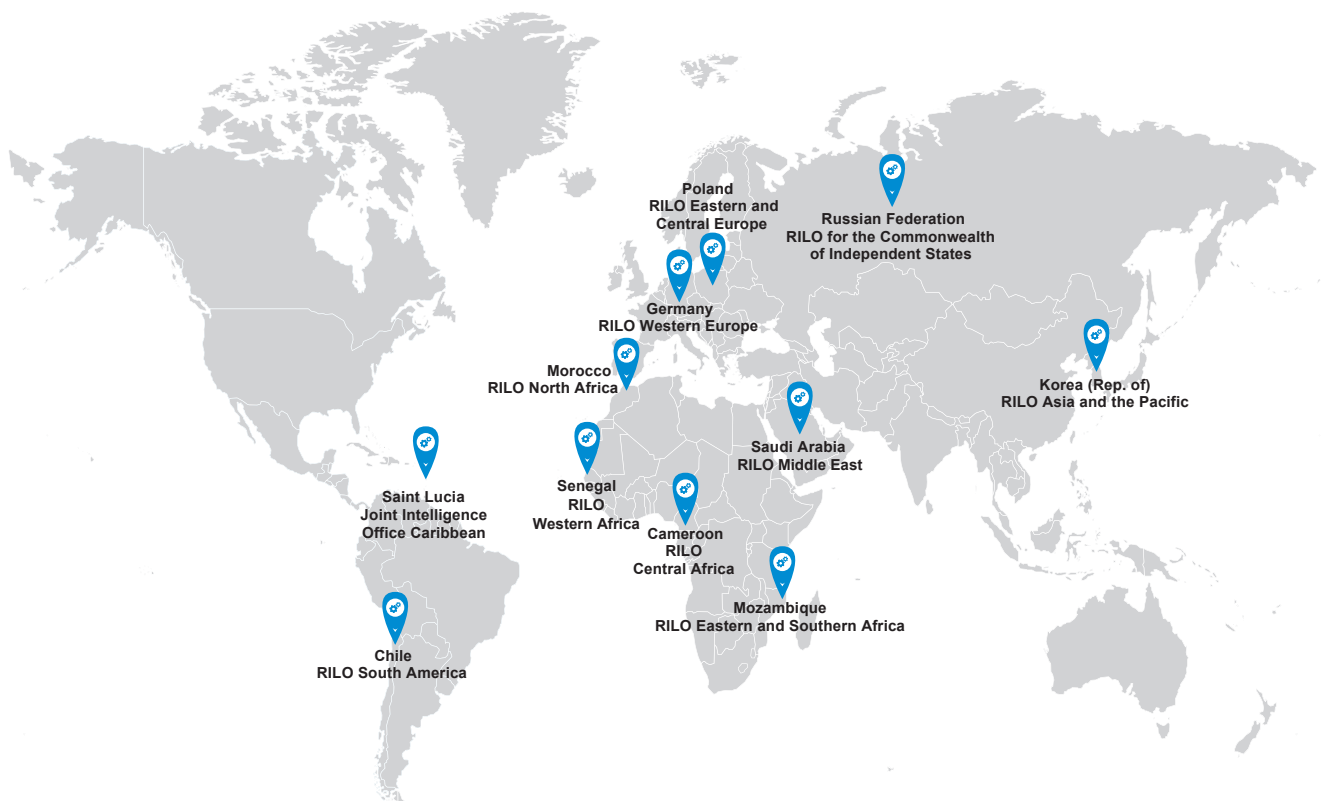 Poland
RILO Eastern and
Central Europe
Russian Federation
RILO for the Commonwealth
of Independent States
Germany
RILO Western Europe
Morocco
RILO North Africa
Korea (Rep. of)
RILO Asia and the Pacific
Saudi Arabia
RILO Middle East
Senegal
RILO
Western Africa
Saint Lucia
Joint Intelligence
Office Caribbean
Cameroon
RILO
Central Africa
Mozambique
RILO Eastern and Southern Africa
Chile
RILO South America